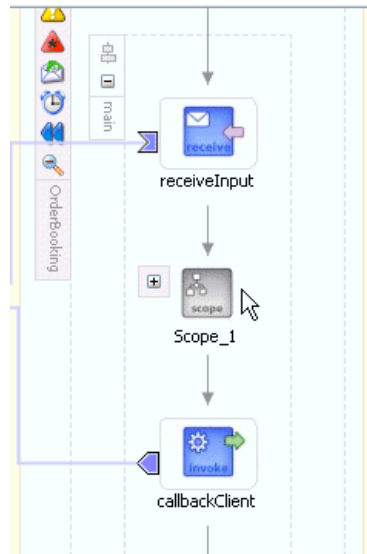 main
OrderBooking
receive
receiveInput
scope
Scope_1
invoke
callbackClient